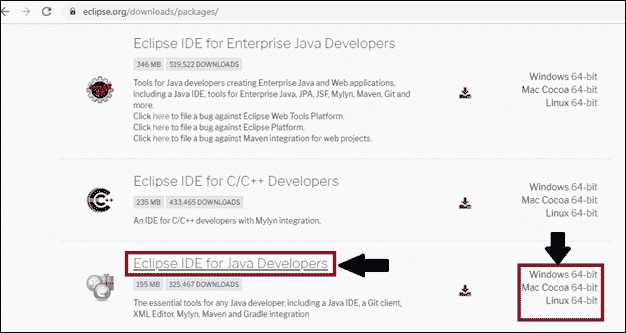 eclipse.org/downloads/packages/
Eclipse IDE for Enterprise Java Developers
346 MB 519,522 DOWNLOADS
Tools for Java developers creating Enterprise Java and Web applications,
including a Java IDE, tools for Enterprise Java, JPA, JSF, Mylyn, Maven, Git and
more.
Click here to file a bug against Eclipse Web Tools Platform.
Click here to file a bug against Eclipse Platform.
Click here to file a bug against Maven integration for web projects.
Windows 64-bit
Mac Cocoa 64-bit
Linux 64-bit
Eclipse IDE for C/C++ Developers
235 MB 433,465 DOWNLOADS
An IDE for C/C++ developers with Mylyn integration.
Windows 64-bit
Mac Cocoa 64-bit
Linux 64-bit
Eclipse IDE for Java Developers
195 MB 325,467 DOWNLOADS
The essential tools for any Java developer, including a Java IDE, a Git client,
XML Editor, Mylyn, Maven and Gradle integration
Windows 64-bit
Mac Cocoa 64-bit
Linux 64-bit